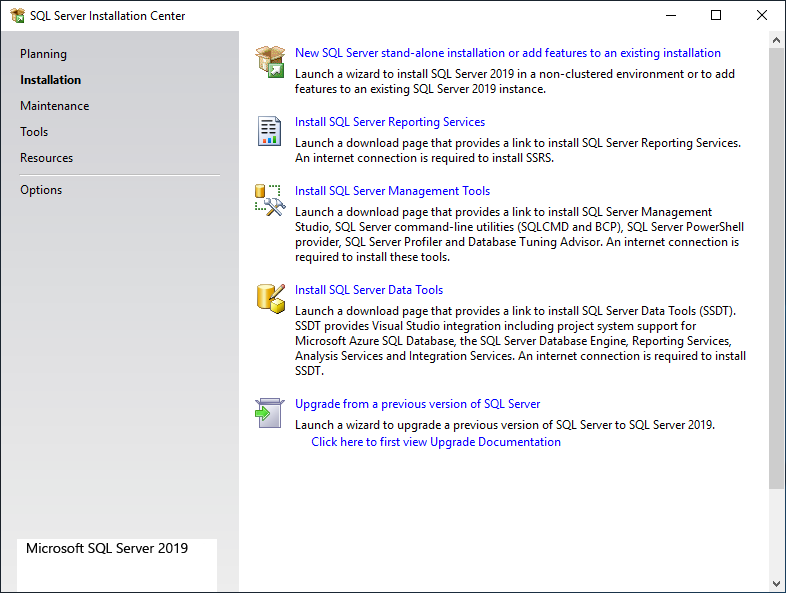 SQL Server Installation Center
Planning
Installation
Maintenance
Tools
Resources
Options
Microsoft SQL Server 2019
New SQL Server stand-alone installation or add features to an existing installation
Launch a wizard to install SQL Server 2019 in a non-clustered environment or to add
features to an existing SQL Server 2019 instance.
Install SQL Server Reporting Services
Launch a download page that provides a link to install SQL Server Reporting Services.
An internet connection is required to install SSRS.
Install SQL Server Management Tools
Launch a download page that provides a link to install SQL Server Management
Studio, SQL Server command-line utilities (SQLCMD and BCP), SQL Server PowerShell
provider, SQL Server Profiler and Database Tuning Advisor. An internet connection is
required to install these tools.
Install SQL Server Data Tools
Launch a download page that provides a link to install SQL Server Data Tools (SSDT).
SSDT provides Visual Studio integration including project system support for
Microsoft Azure SQL Database, the SQL Server Database Engine, Reporting Services,
Analysis Services and Integration Services. An internet connection is required to install
SSDT.
Upgrade from a previous version of SQL Server
Launch a wizard to upgrade a previous version of SQL Server to SQL Server 2019.
Click here to first view Upgrade Documentation